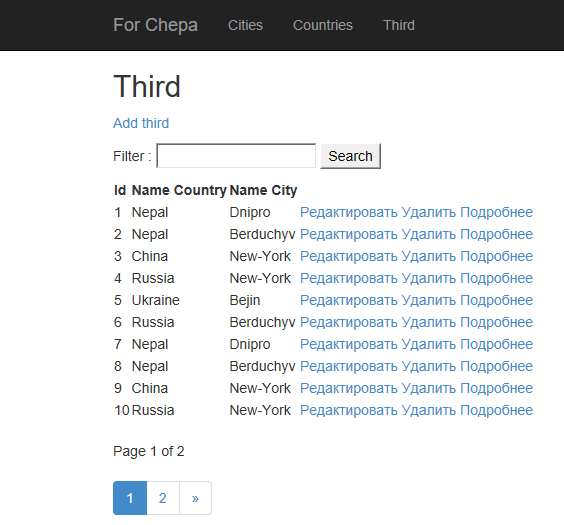 For Chepa Cities Countries Third
Third
Add third
Filter : Search
Id Name Country Name City
1 Nepal Dnipro Редактировать Удалить Подробнее
2 Nepal Berduchyv Редактировать Удалить Подробнее
3 China New-York Редактировать Удалить Подробнее
4 Russia New-York Редактировать Удалить Подробнее
5 Ukraine Bejin Редактировать Удалить Подробнее
6 Russia Berduchyv Редактировать Удалить Подробнее
7 Nepal Dnipro Редактировать Удалить Подробнее
8 Nepal Berduchyv Редактировать Удалить Подробнее
9 China New-York Редактировать Удалить Подробнее
10 Russia New-York Редактировать Удалить Подробнее
Page 1 of 2
1 2 »